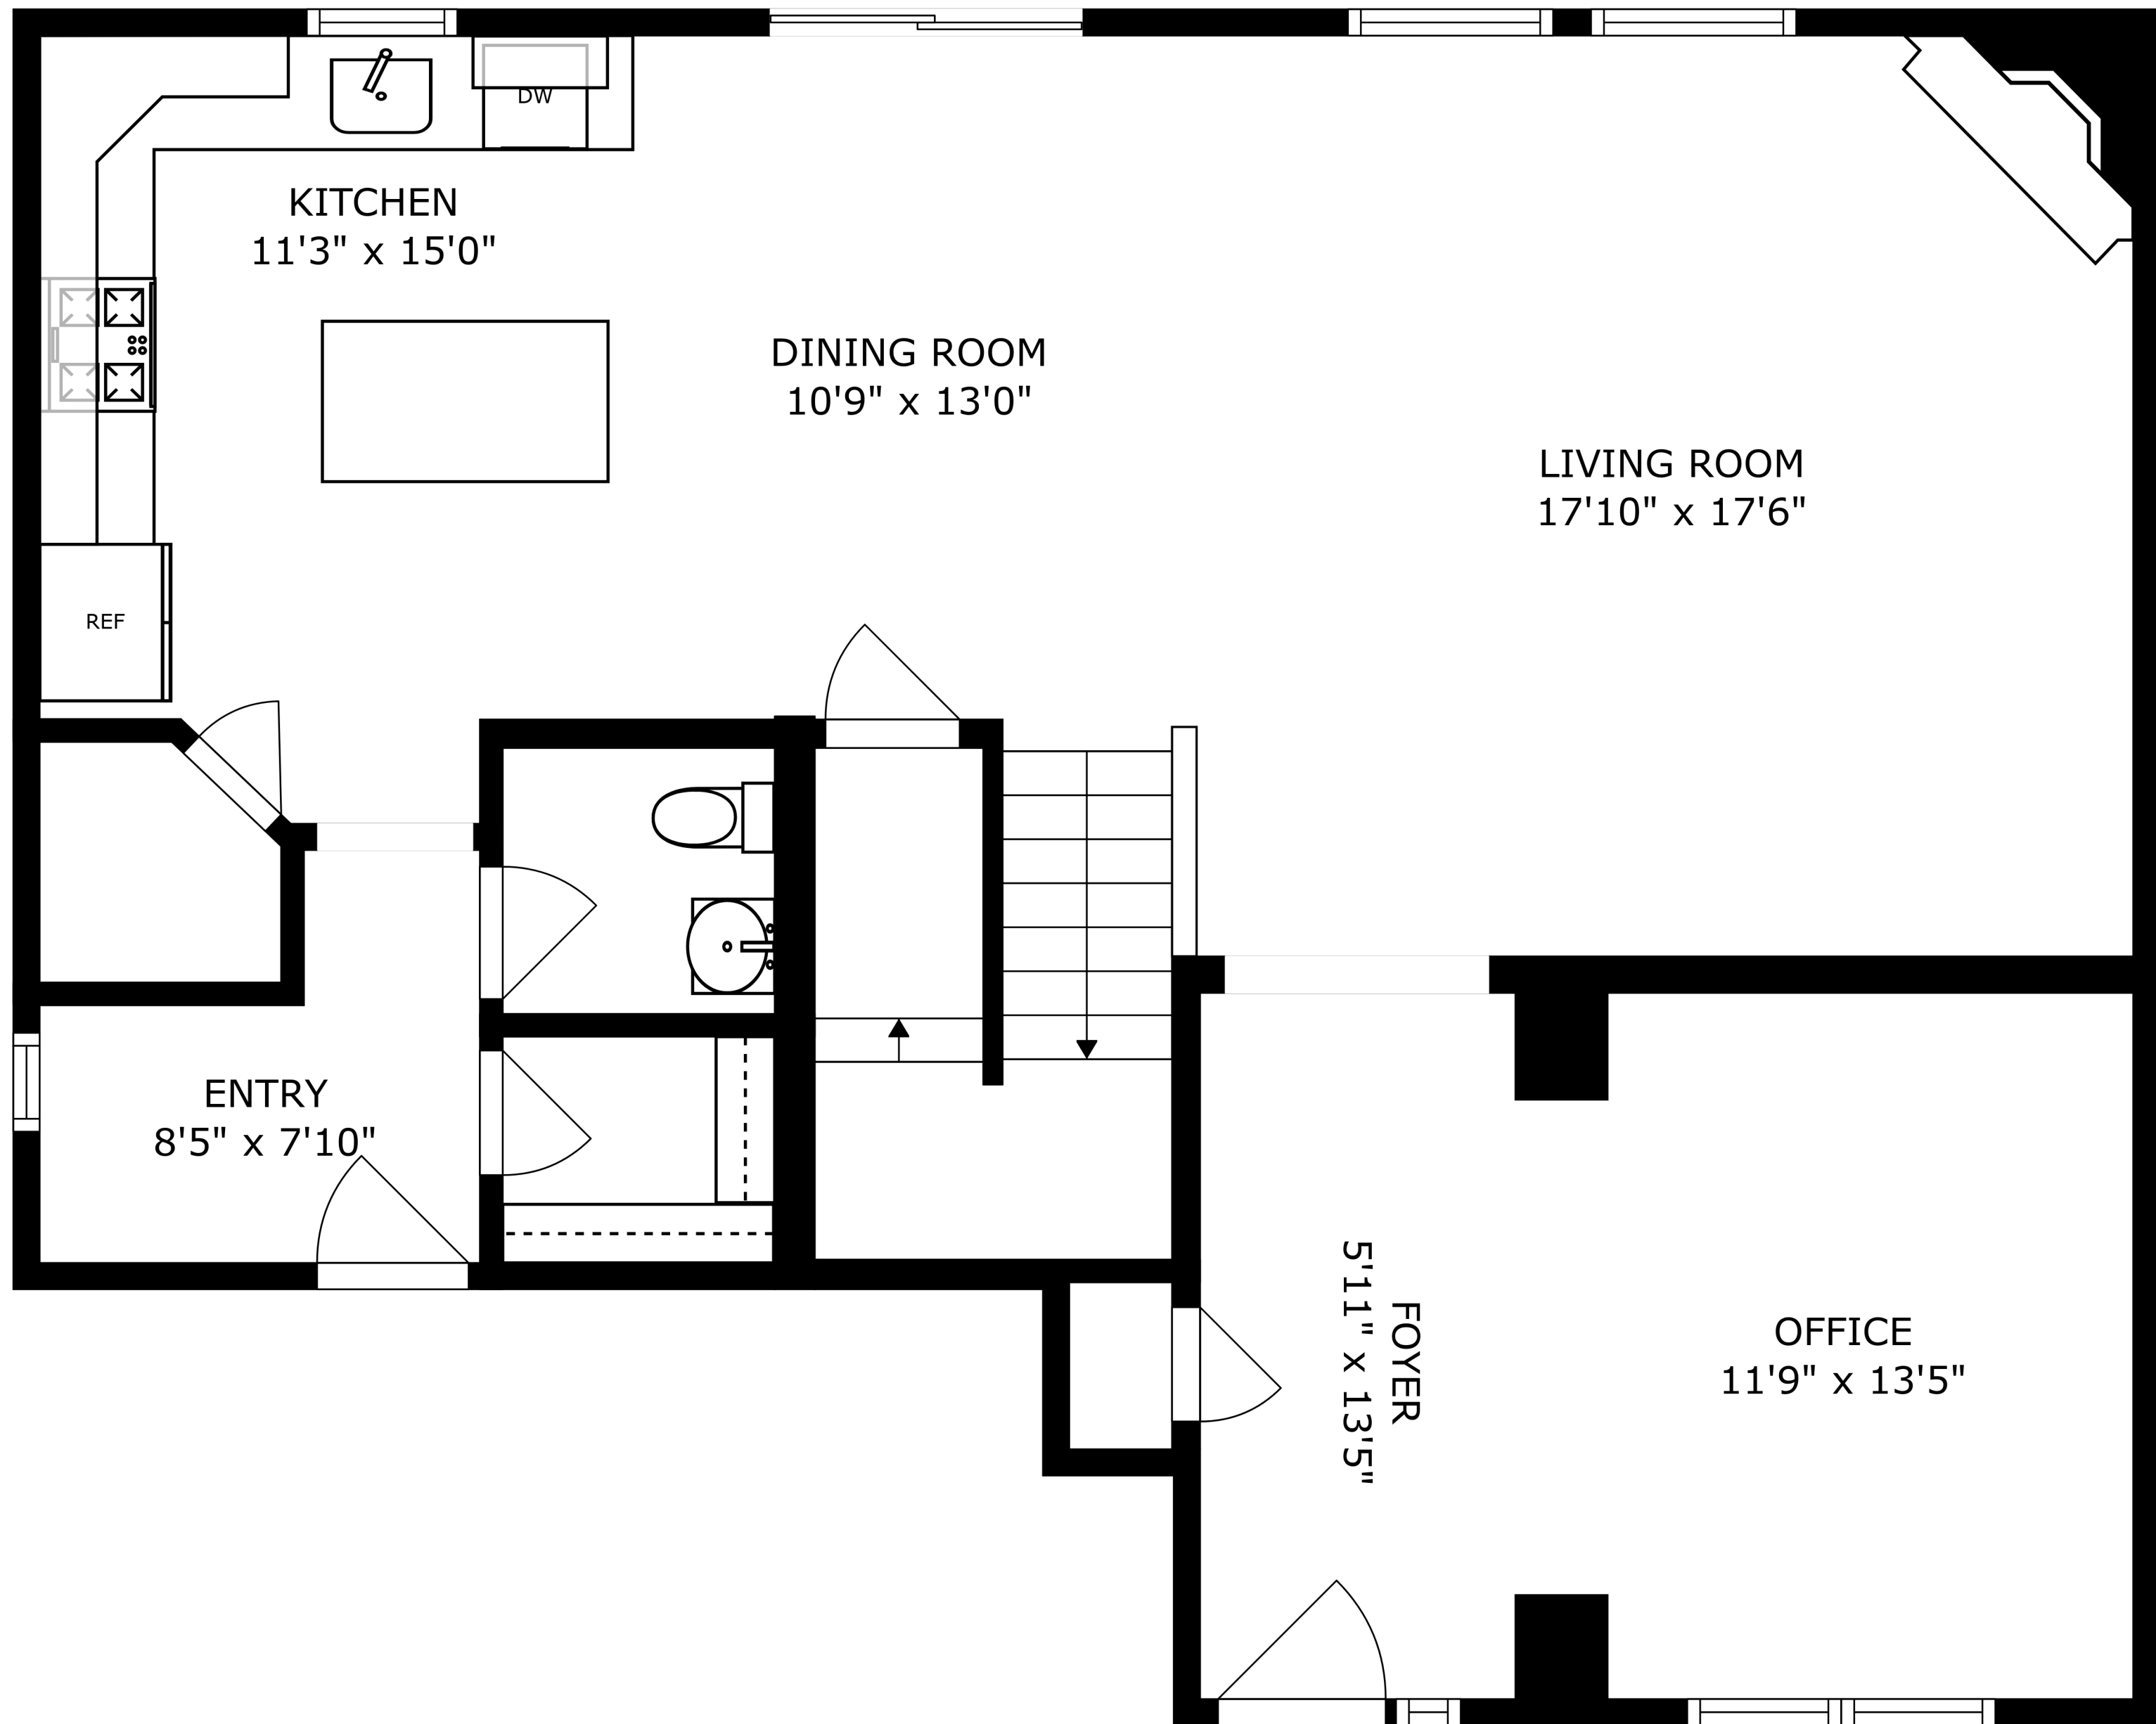 DW
KITCHEN
11'3" x 15'0"
DINING ROOM
10'9" x 13'0"
LIVING ROOM
17'10" x 17'6"
REF
ENTRY
8'5" x 7'10"
FOYER
5'11" x 13'5"
OFFICE
11'9" x 13'5"